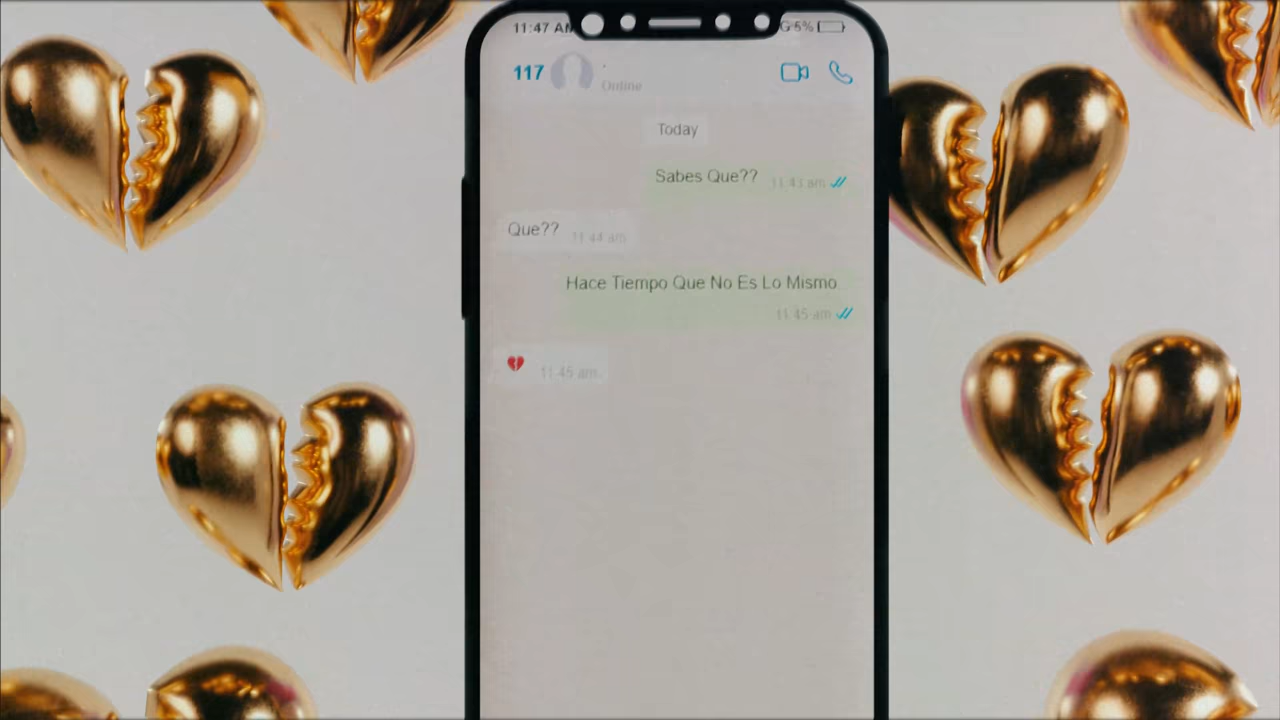 11:47 AM
G 5%
117
Online
Today
Sabes Que??
11:43 am
Que??
11:44 am
Hace Tiempo Que No Es Lo Mismo
11:45 am
11:45 am.